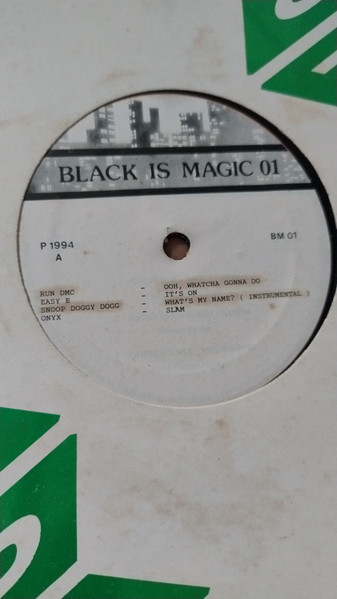 BLACK IS MAGIC 01
P 1994 BM 01
A
RUN DMC - OOH, WHATCHA GONNA DO
EASY E - IT'S ON
SNOOP DOGGY DOGG - WHAT'S MY NAME? ( INSTRUMENTAL )
ONYX - SLAM